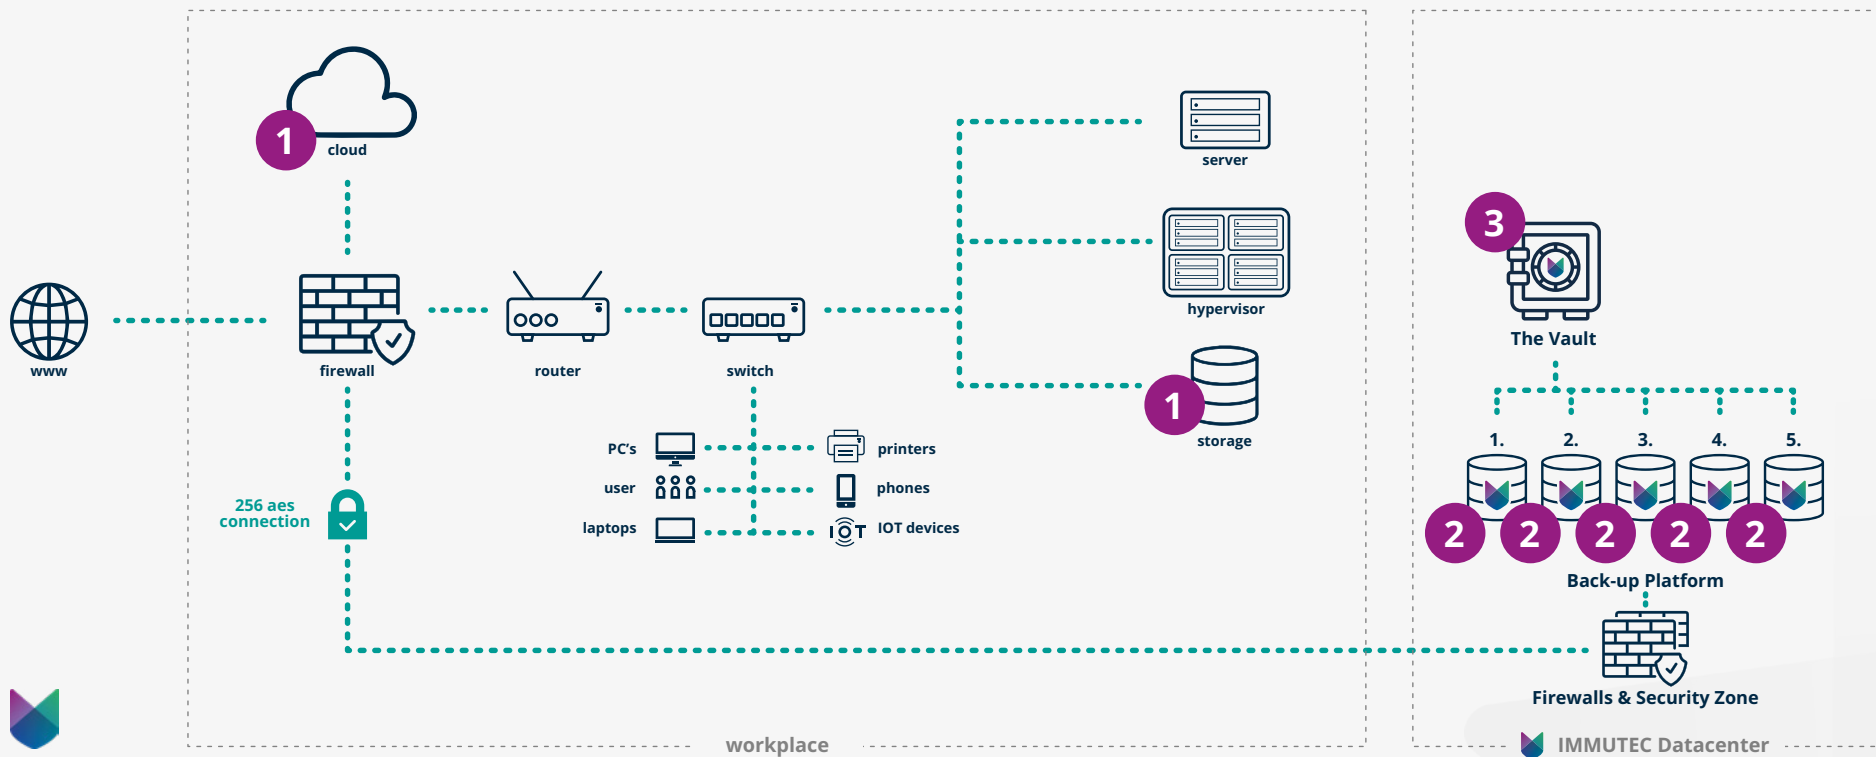 1
cloud
www
firewall
router
switch
server
hypervisor
1
storage
PC's
printers
user
phones
laptops
IOT devices
256 aes
connection
workplace
3
The Vault
1. 2. 3. 4. 5.
2 2 2 2 2
Back-up Platform
Firewalls & Security Zone
IMMUTEC Datacenter